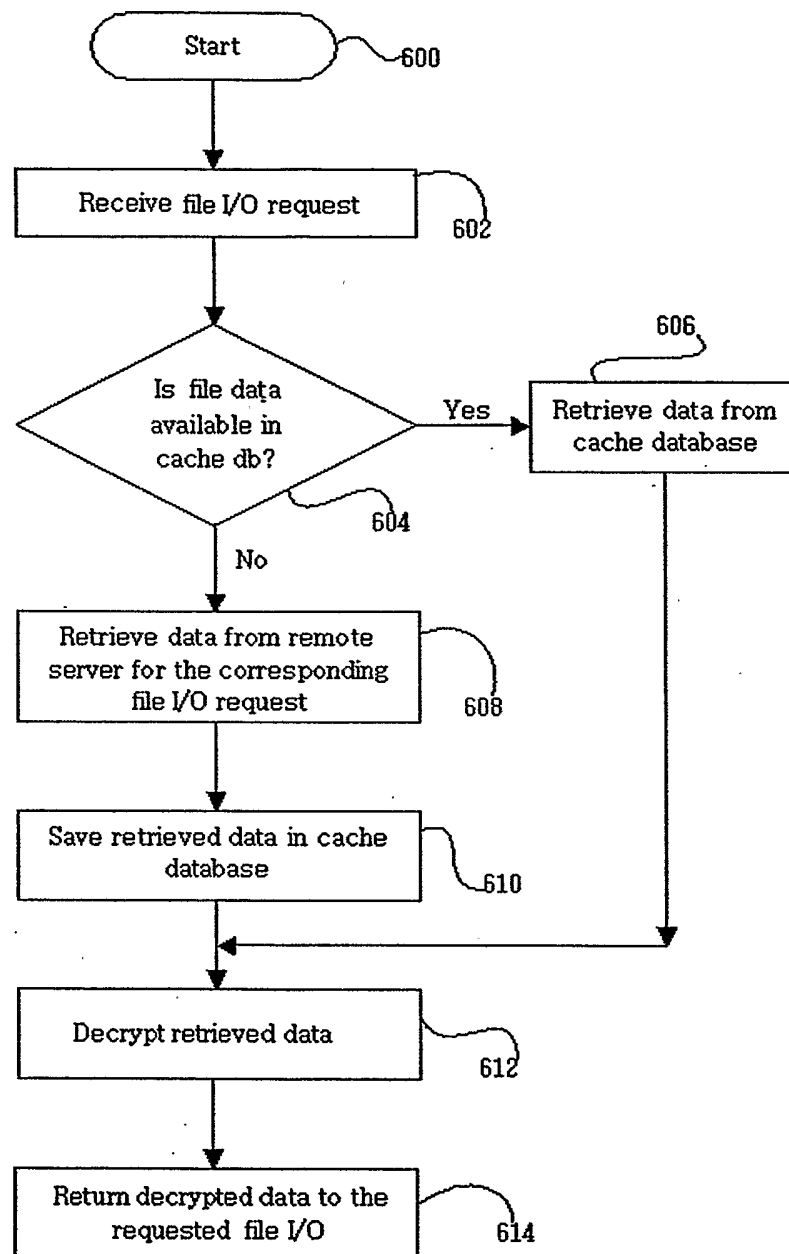 Start
600
Receive file I/O request
602
Is file data
available in
cache db?
604
Yes
606
Retrieve data from
cache database
No
Retrieve data from remote
server for the corresponding
file I/O request
608
Save retrieved data in cache
database
610
Decrypt retrieved data
612
Return decrypted data to the
requested file I/O
614